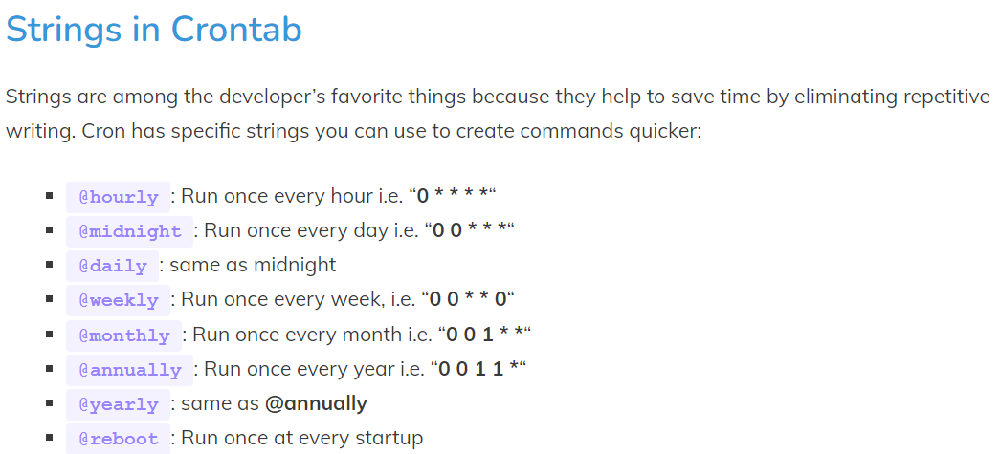 Strings in Crontab
Strings are among the developer’s favorite things because they help to save time by eliminating repetitive
writing. Cron has specific strings you can use to create commands quicker:
▪ @hourly : Run once every hour i.e. “0 * * * *“
▪ @midnight : Run once every day i.e. “0 0 * * *“
▪ @daily : same as midnight
▪ @weekly : Run once every week, i.e. “0 0 * * 0“
▪ @monthly : Run once every month i.e. “0 0 1 * *“
▪ @annually : Run once every year i.e. “0 0 1 1 *“
▪ @yearly : same as @annually
▪ @reboot : Run once at every startup